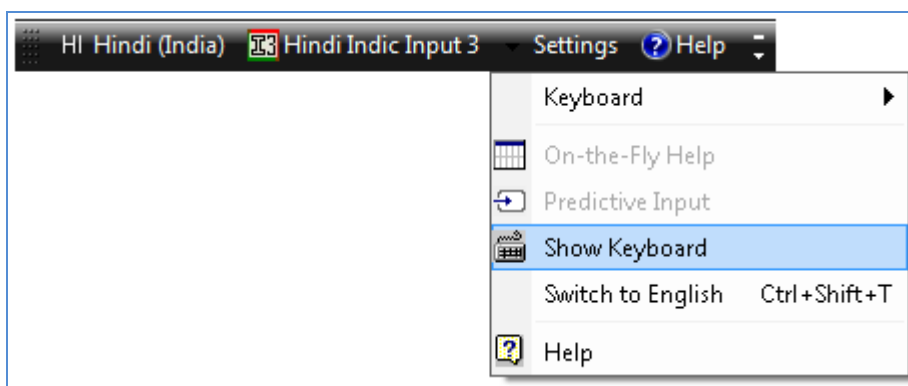 HI Hindi (India) Hindi Indic Input 3 Settings Help
Keyboard
On-the-Fly Help
Predictive Input
Show Keyboard
Switch to English Ctrl+Shift+T
Help